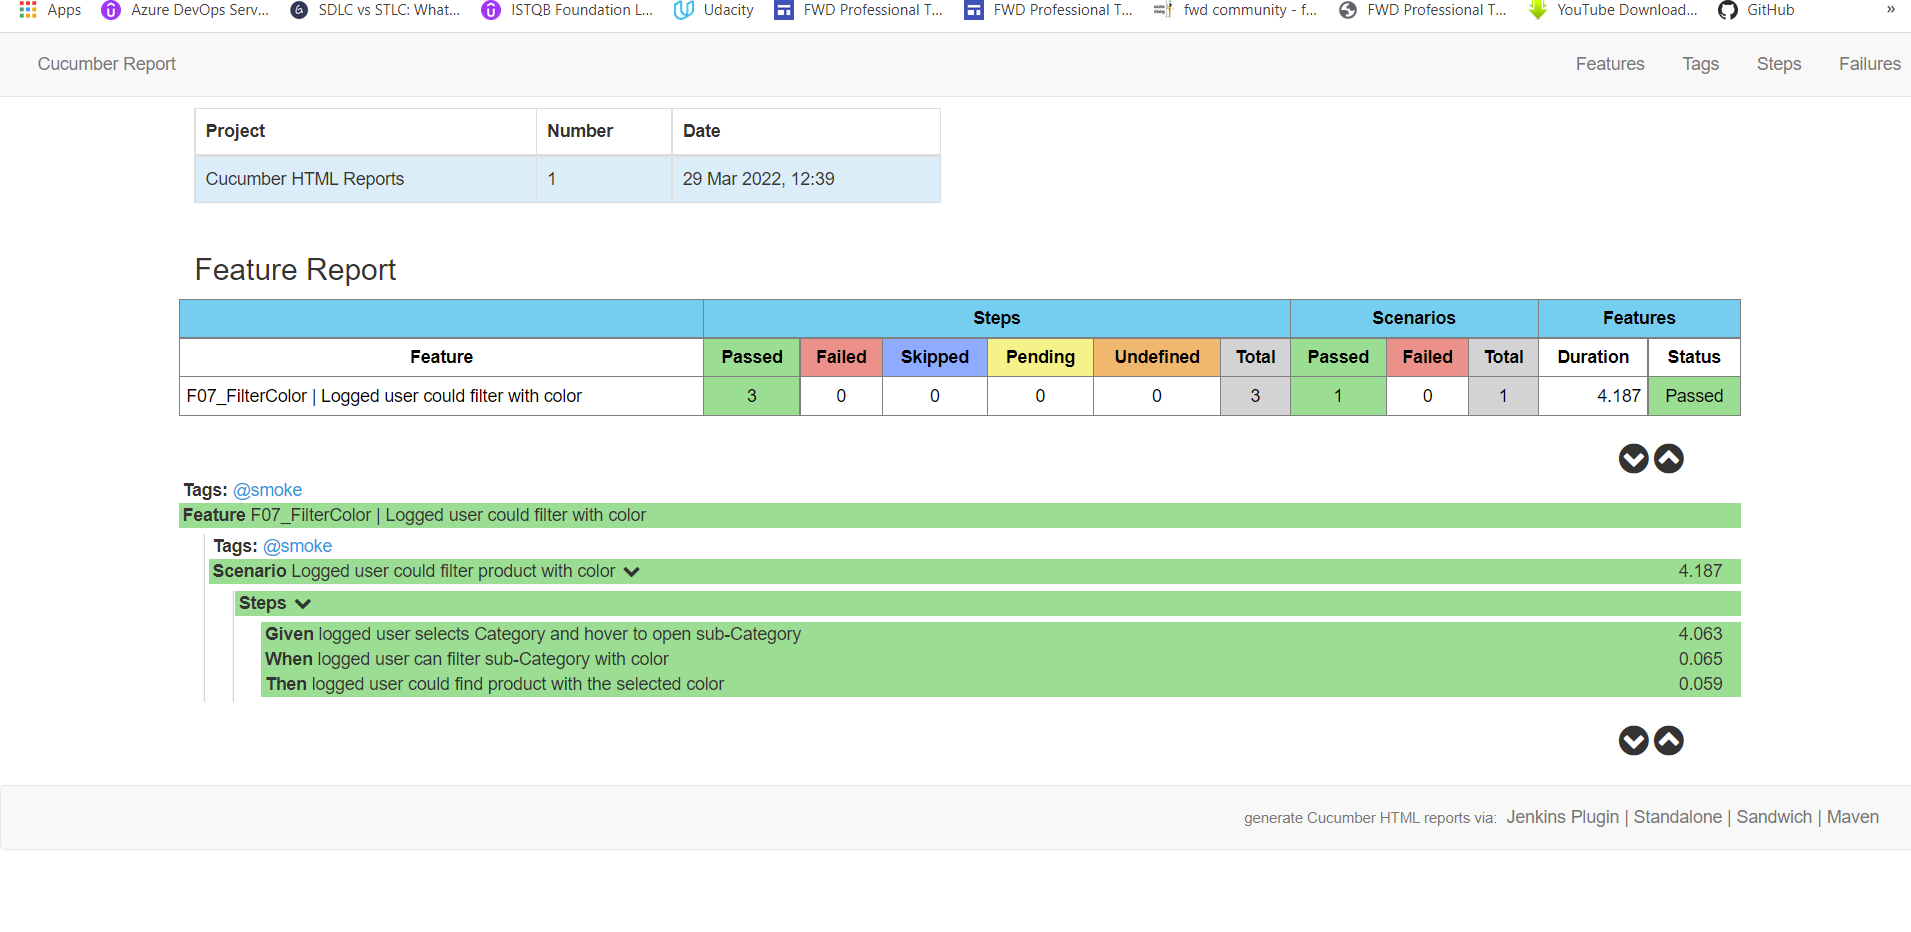 Apps Azure DevOps Serv... SDLC vs STLC: What... ISTQB Foundation L... Udacity FWD Professional T... FWD Professional T... fwd community - f... FWD Professional T... YouTube Download... GitHub »
Cucumber Report Features Tags Steps Failures
Project Number Date
Cucumber HTML Reports 1 29 Mar 2022, 12:39
Feature Report
Steps Scenarios Features
Feature Passed Failed Skipped Pending Undefined Total Passed Failed Total Duration Status
F07_FilterColor | Logged user could filter with color 3 0 0 0 0 3 1 0 1 4.187 Passed
Tags: @smoke
Feature F07_FilterColor | Logged user could filter with color
Tags: @smoke
Scenario Logged user could filter product with color 4.187
Steps
Given logged user selects Category and hover to open sub-Category 4.063
When logged user can filter sub-Category with color 0.065
Then logged user could find product with the selected color 0.059
generate Cucumber HTML reports via: Jenkins Plugin | Standalone | Sandwich | Maven